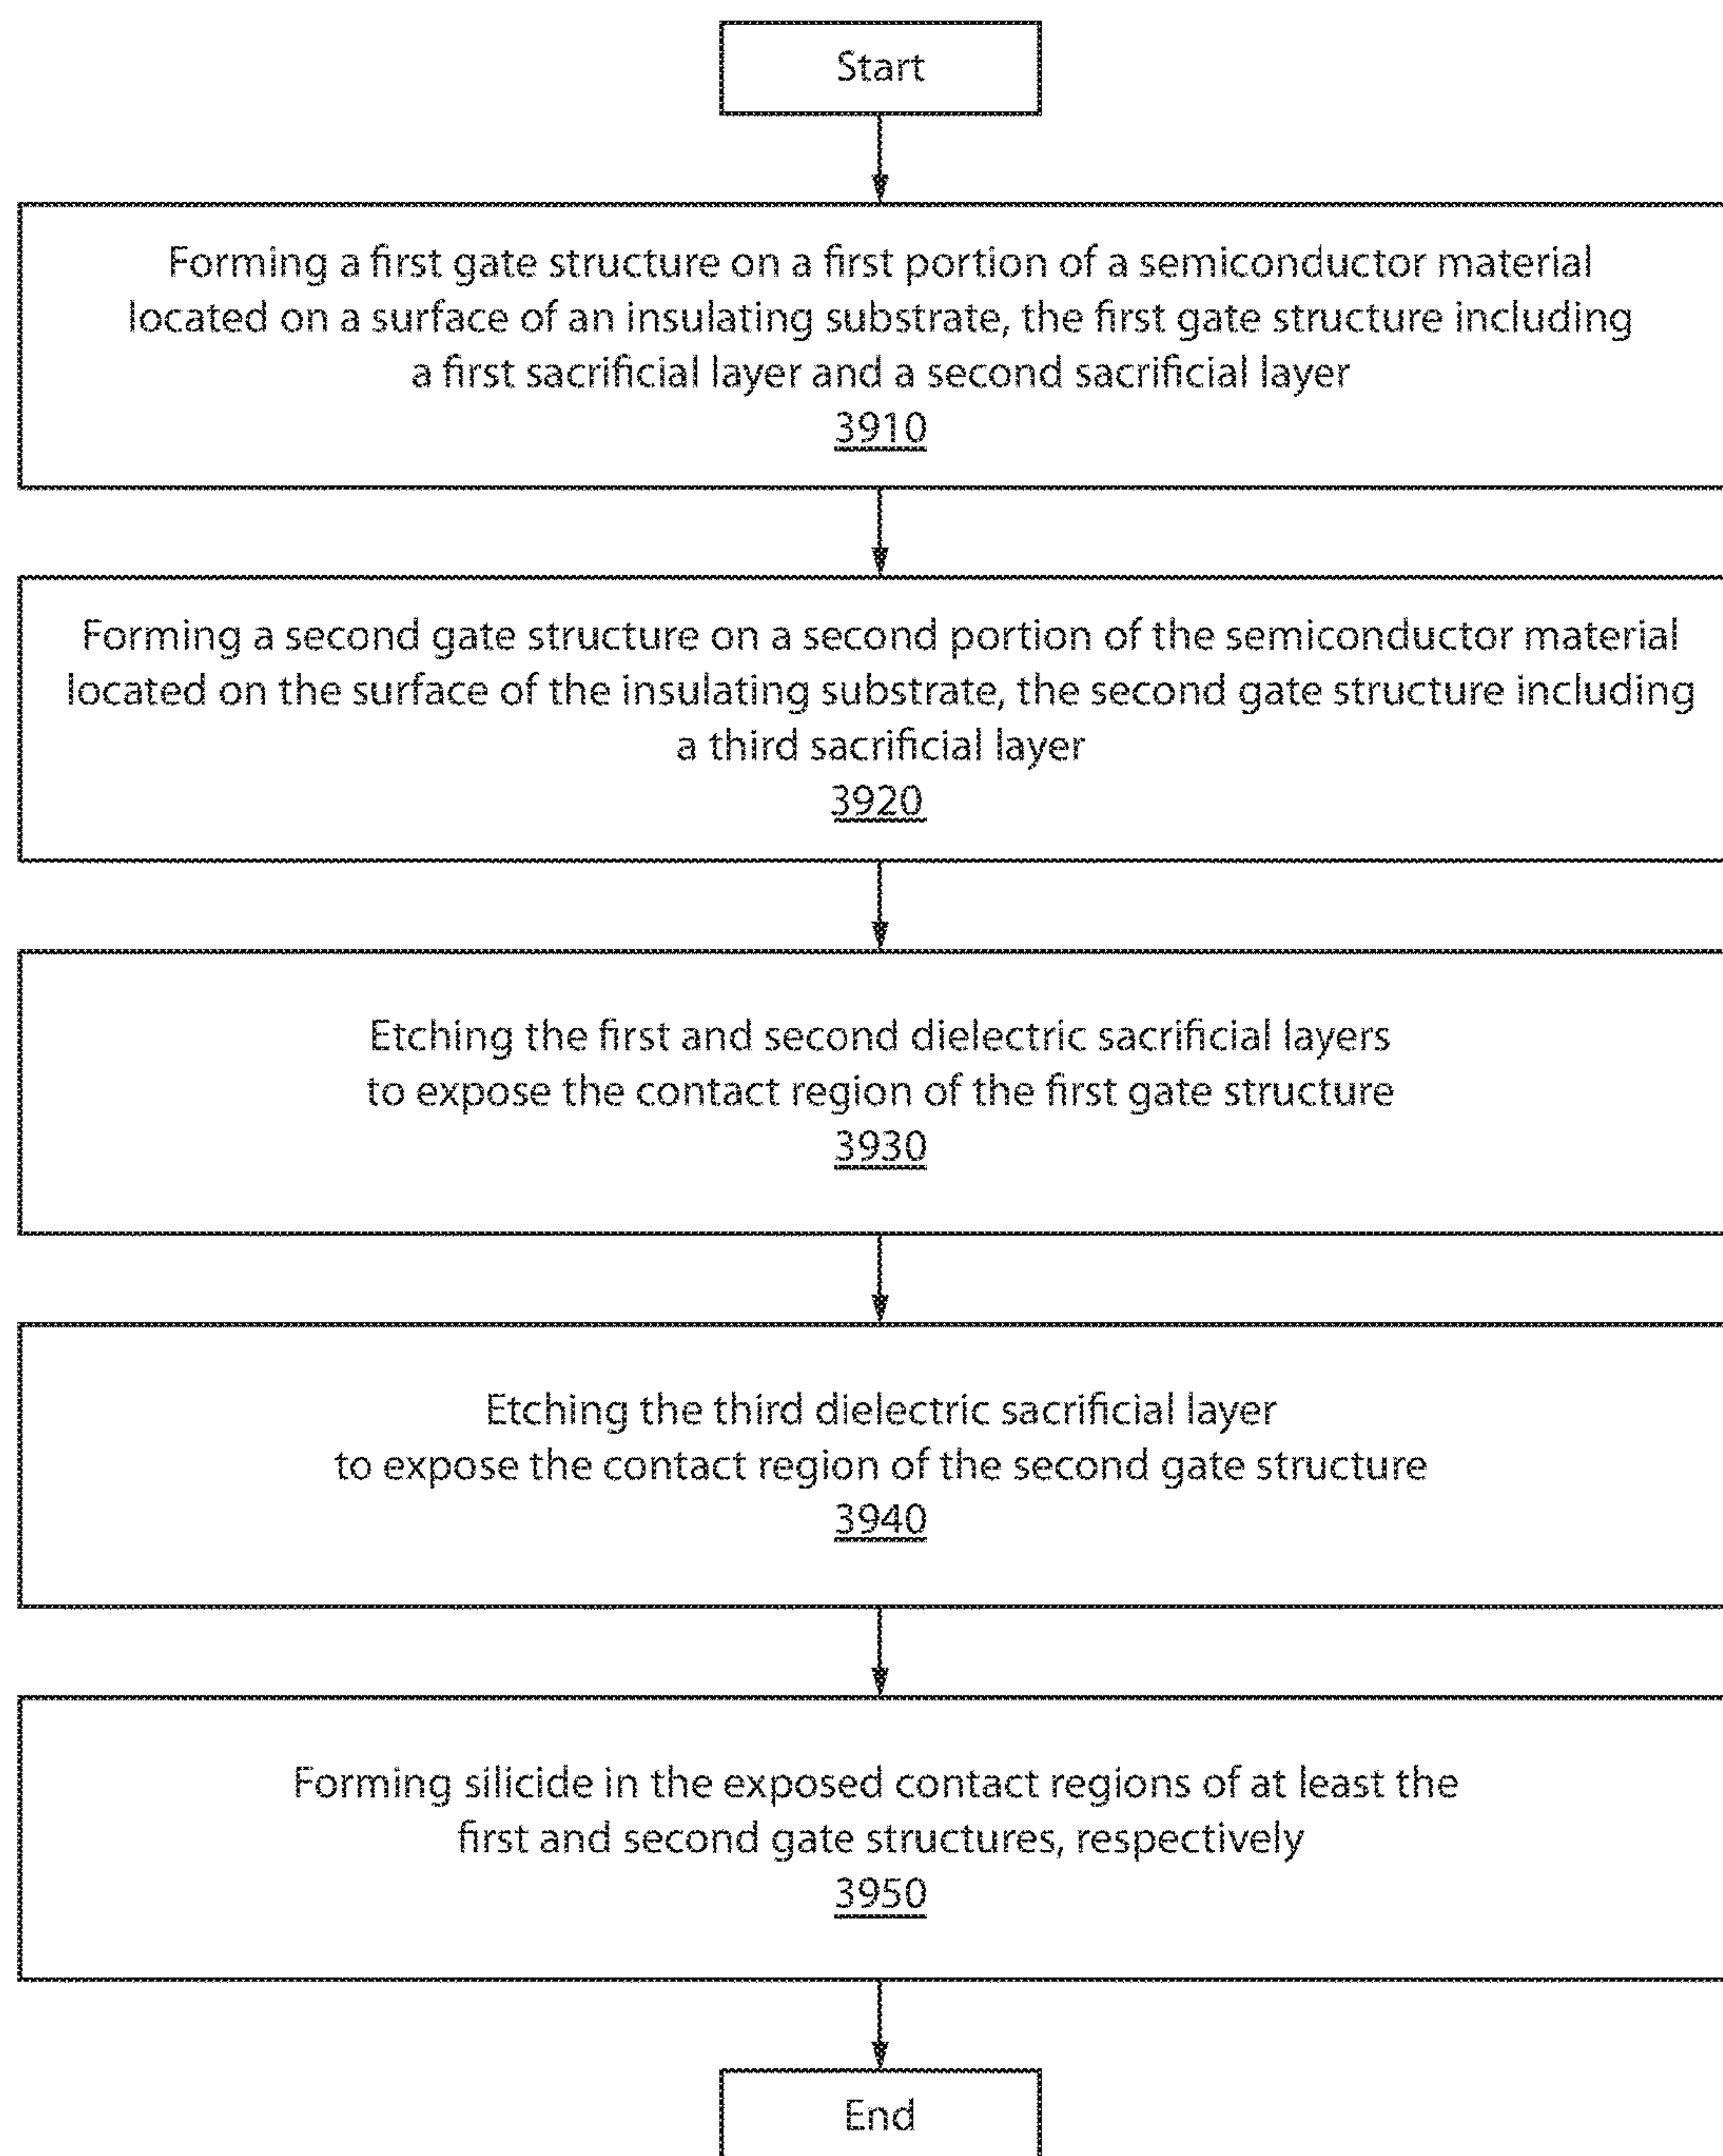 Start
Forming a first gate structure on a first portion of a semiconductor material
located on a surface of an insulating substrate, the first gate structure including
a first sacrificial layer and a second sacrificial layer
3910
Forming a second gate structure on a second portion of the semiconductor material
located on the surface of the insulating substrate, the second gate structure including
a third sacrificial layer
3920
Etching the first and second dielectric sacrificial layers
to expose the contact region of the first gate structure
3930
Etching the third dielectric sacrificial layer
to expose the contact region of the second gate structure
3940
Forming silicide in the exposed contact regions of at least the
first and second gate structures, respectively
3950
End